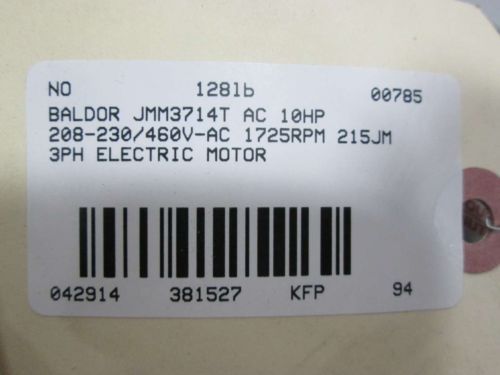 NO 128lb 00785
BALDOR JMM3714T AC 10HP
208-230/460V-AC 1725RPM 215JM
3PH ELECTRIC MOTOR
042914 381527 KFP 94